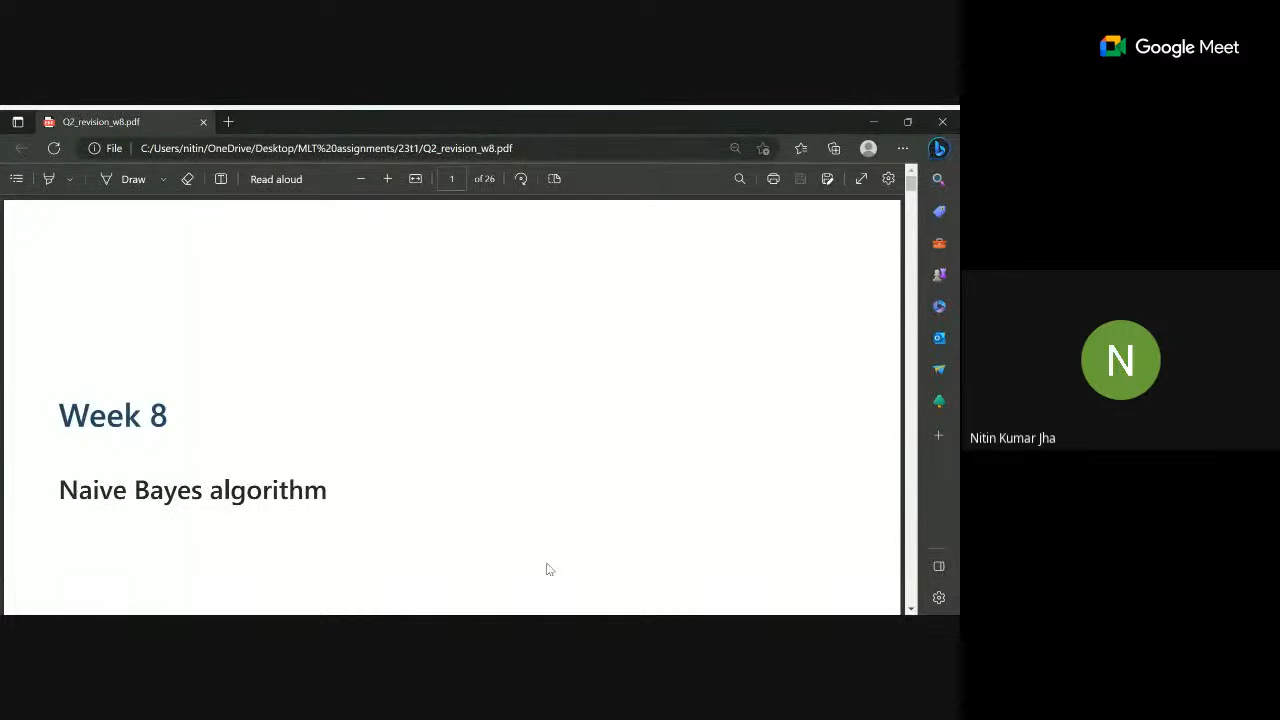 Google Meet
Q2_revision_w8.pdf
File
C:/Users/nitin/OneDrive/Desktop/MLT%20assignments/23t1/Q2_revision_w8.pdf
Draw
Read aloud
1
of 26
Week 8
Naive Bayes algorithm
N
Nitin Kumar Jha